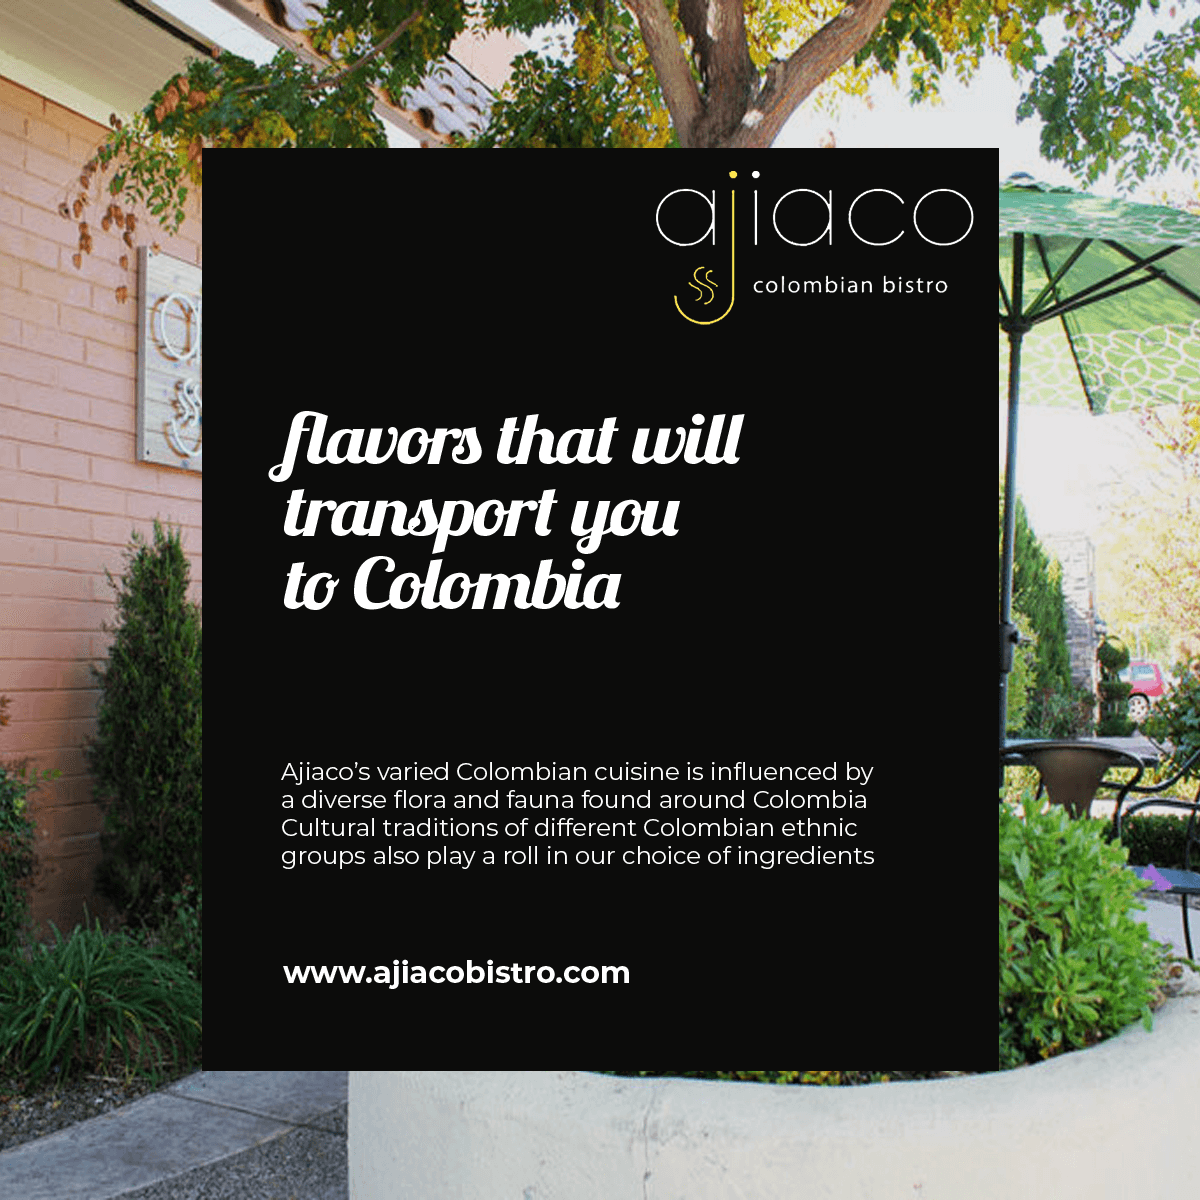 ajiaco
colombian bistro
flavors that will
transport you
to Colombia
Ajiaco’s varied Colombian cuisine is influenced by
a diverse flora and fauna found around Colombia
Cultural traditions of different Colombian ethnic
groups also play a roll in our choice of ingredients
www.ajiacobistro.com